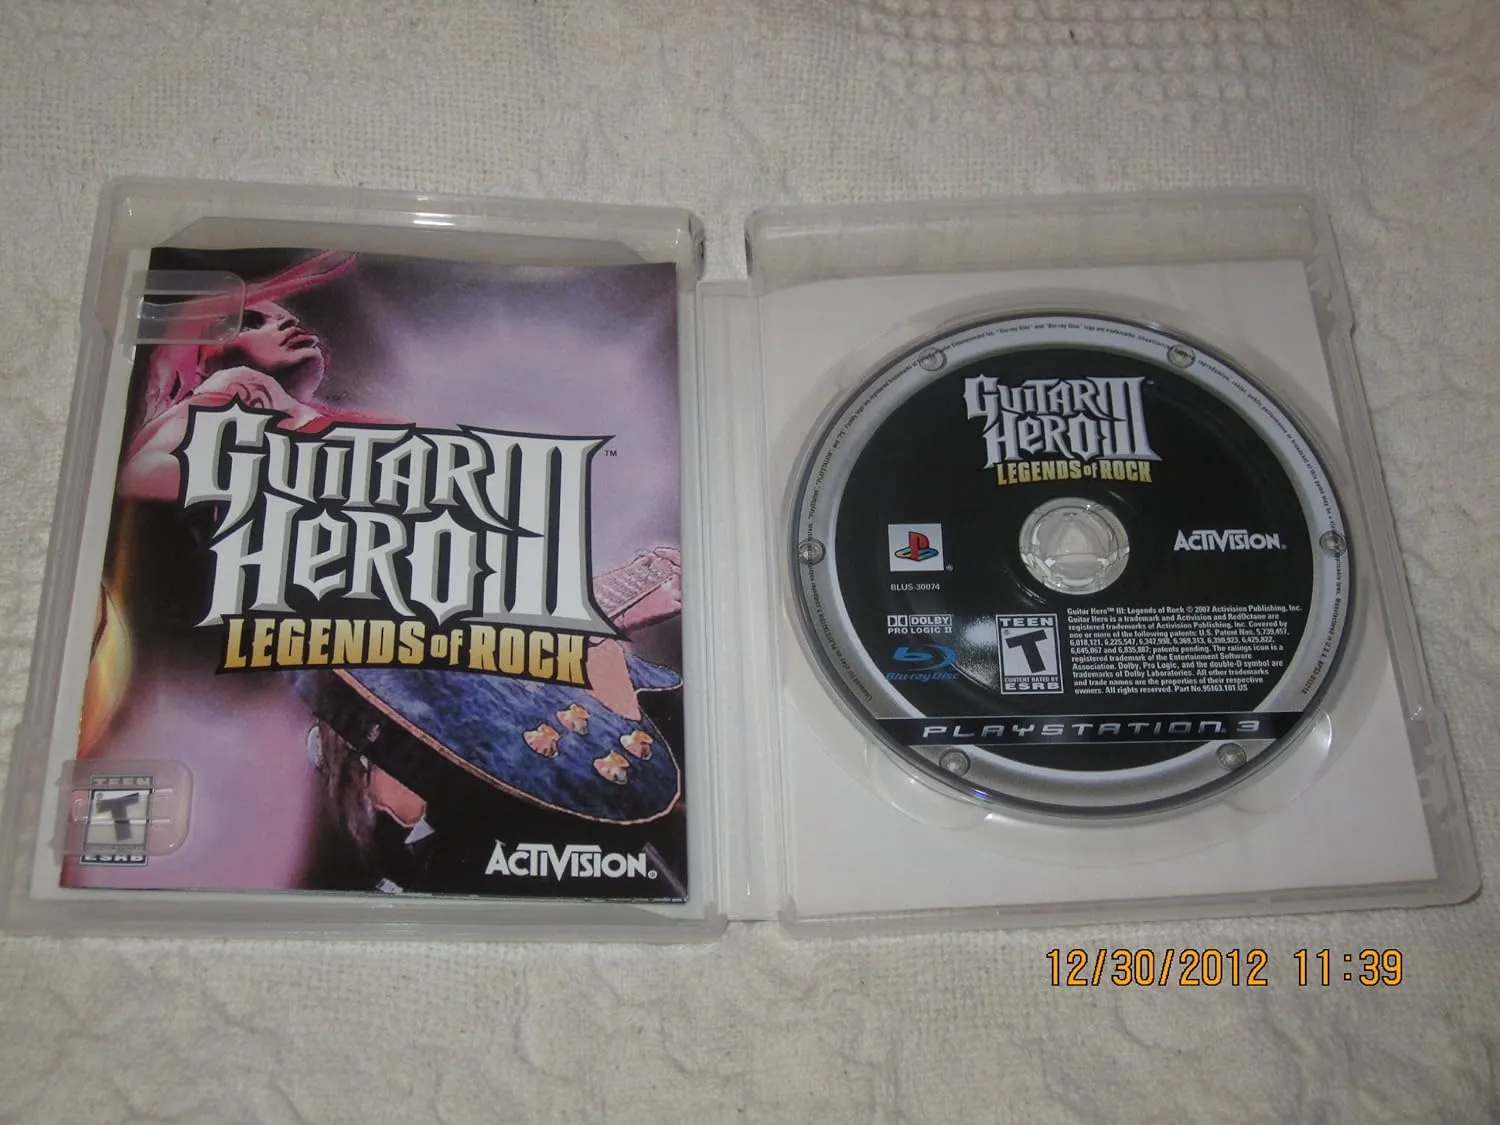 GUITAR
HERO III
™
LEGENDS OF ROCK
TEEN
T
ESRB
ACTIVISION®
GUITAR
HERO III
LEGENDS OF ROCK
ACTIVISION®
BLUS-30074
DOLBY
PRO LOGIC II
Blu-ray Disc
TEEN
T
CONTENT RATED BY
ESRB
Guitar Hero™ III: Legends of Rock © 2007 Activision Publishing, Inc.
Guitar Hero is a trademark and Activision and RedOctane are
registered trademarks of Activision Publishing, Inc. Covered by
one or more of the following patents: U.S. Patent Nos. 5,739,457,
6,018,121, 6,225,547, 6,347,998, 6,369,313, 6,390,923, 6,425,822,
6,645,067 and 6,835,887; patents pending. The ratings icon is a
registered trademark of the Entertainment Software
Association. Dolby, Pro Logic, and the double-D symbol are
trademarks of Dolby Laboratories. All other trademarks
and trade names are the properties of their respective
owners. All rights reserved. Part No.95163.101.US
PLAYSTATION®3
12/30/2012 11:39